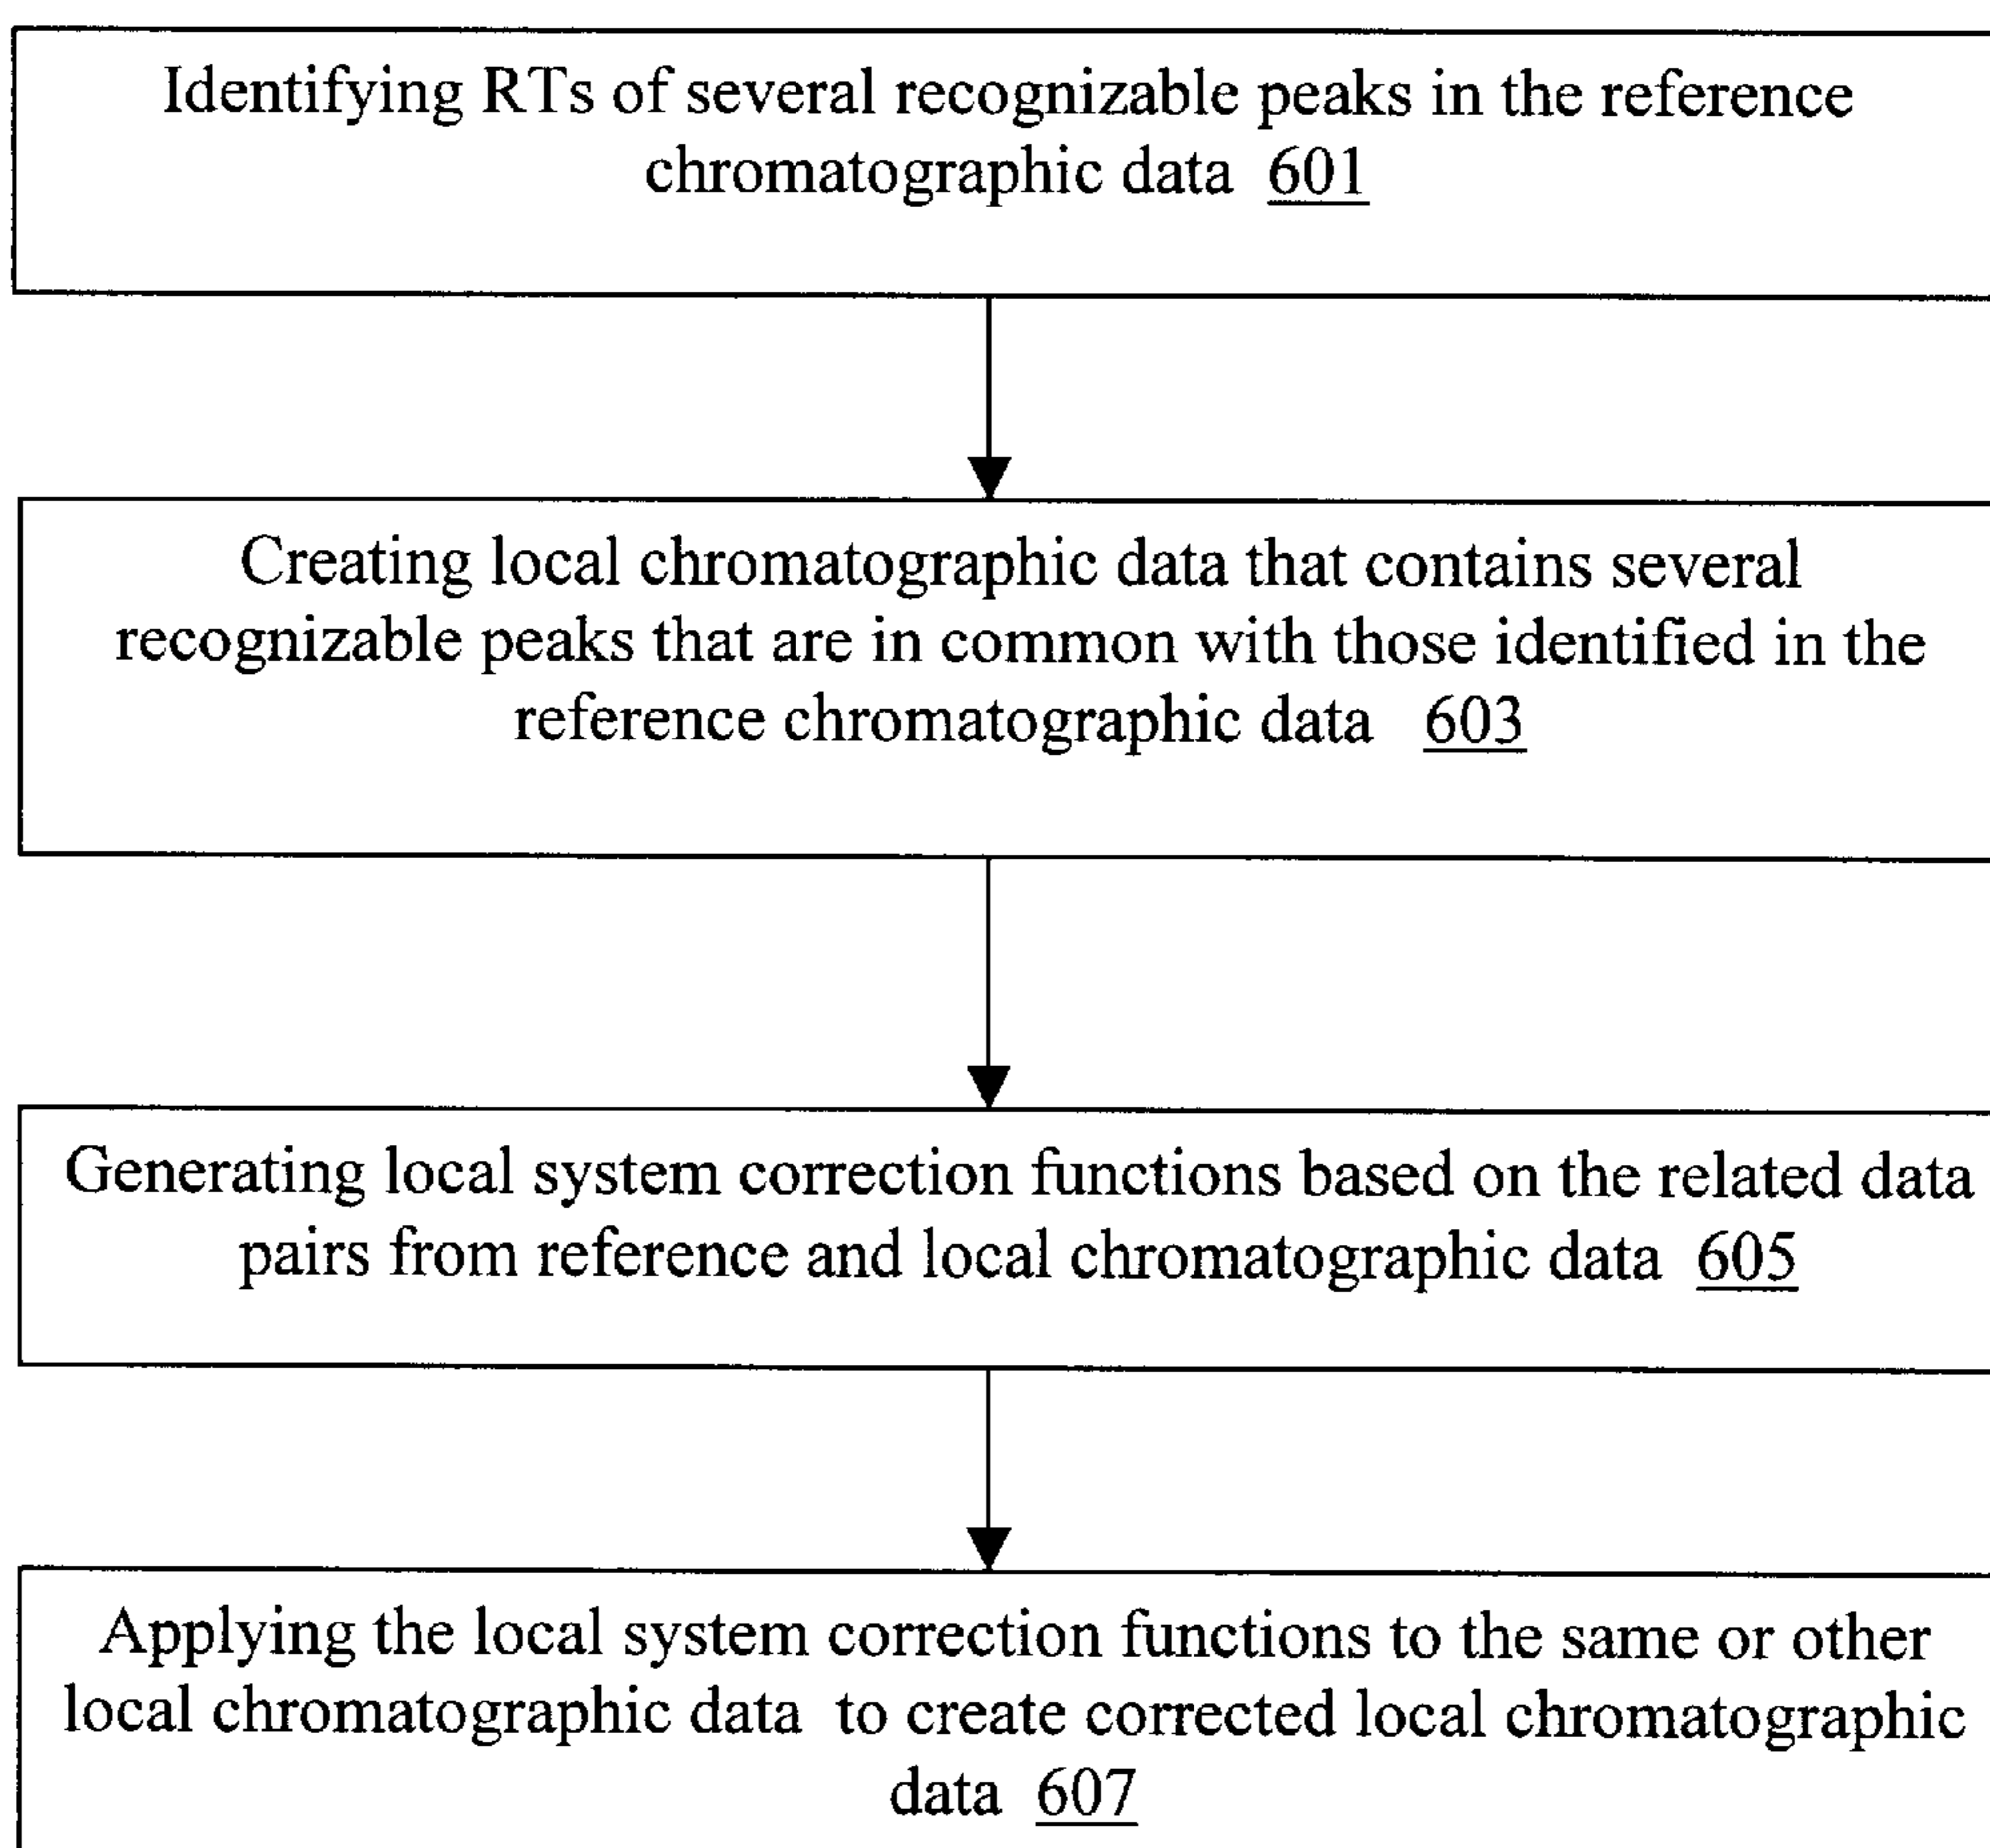 Identifying RTs of several recognizable peaks in the reference
chromatographic data 601
Creating local chromatographic data that contains several
recognizable peaks that are in common with those identified in the
reference chromatographic data 603
Generating local system correction functions based on the related data
pairs from reference and local chromatographic data 605
Applying the local system correction functions to the same or other
local chromatographic data to create corrected local chromatographic
data 607